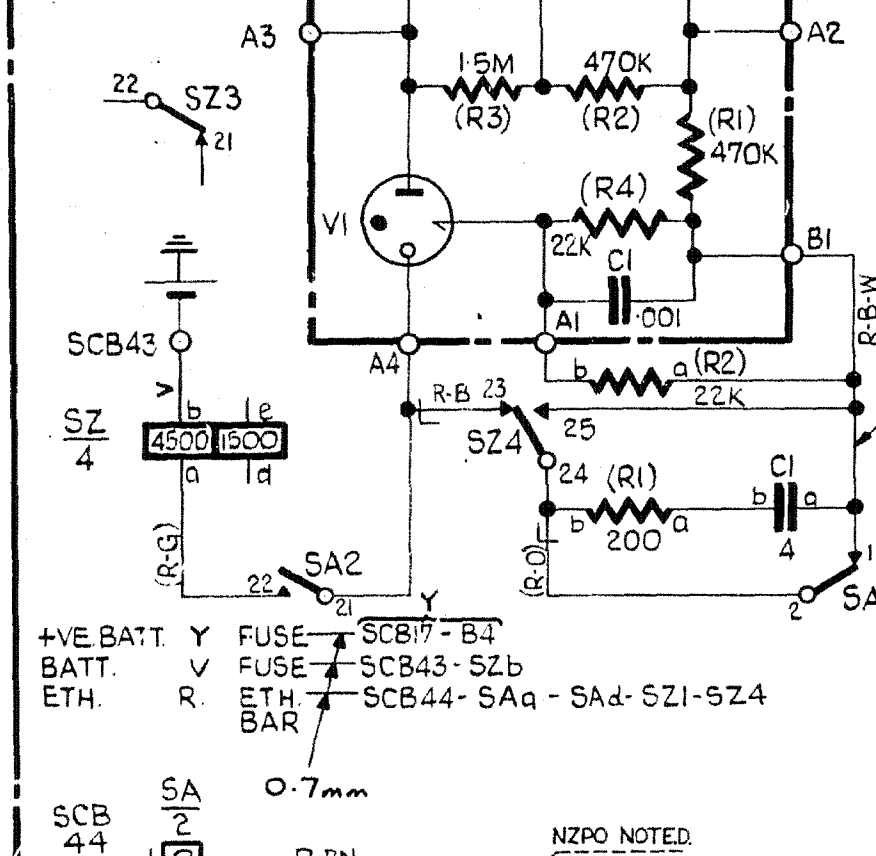 A3
A2
1·5M
470K
22
SZ3
(R3)
(R2)
(R1)
470K
21
(R4)
V1
22K
B1
C1
·001
R-B-W
SCB43
A1
A4
b
a
(R2)
V
R-B
23
22K
SZ
4
b
e
4500
1500
a
d
SZ4
25
24
(R1)
C1
b
a
b
a
200
4
(R-G)
(R-O)
22
SA2
21
1
2
SA
Y
+VE.BATT. Y FUSE SCB17 - B4
BATT. V FUSE SCB43 - SZb
ETH. R. ETH. SCB44 - SAa - SAd - SZ1 - SZ4
BAR
0.7mm
SA
2
SCB
44
NZPO NOTED.